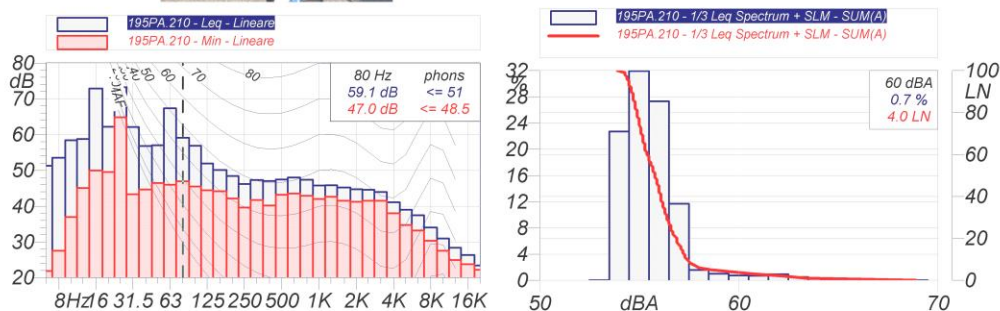 195PA.210 - Leq - Lineare
195PA.210 - Min - Lineare
80 Hz phons
59.1 dB <= 51
47.0 dB <= 48.5
80
dB
70
60
50
40
30
20
MAF
40
50
60
70
80
8Hz 16 31.5 63 125 250 500 1K 2K 4K 8K 16K
195PA.210 - 1/3 Leq Spectrum + SLM - SUM(A)
195PA.210 - 1/3 Leq Spectrum + SLM - SUM(A)
60 dBA
0.7 %
4.0 LN
32
%
28
24
20
16
12
8
4
0
100
LN
80
60
40
20
0
50 dBA 60 70